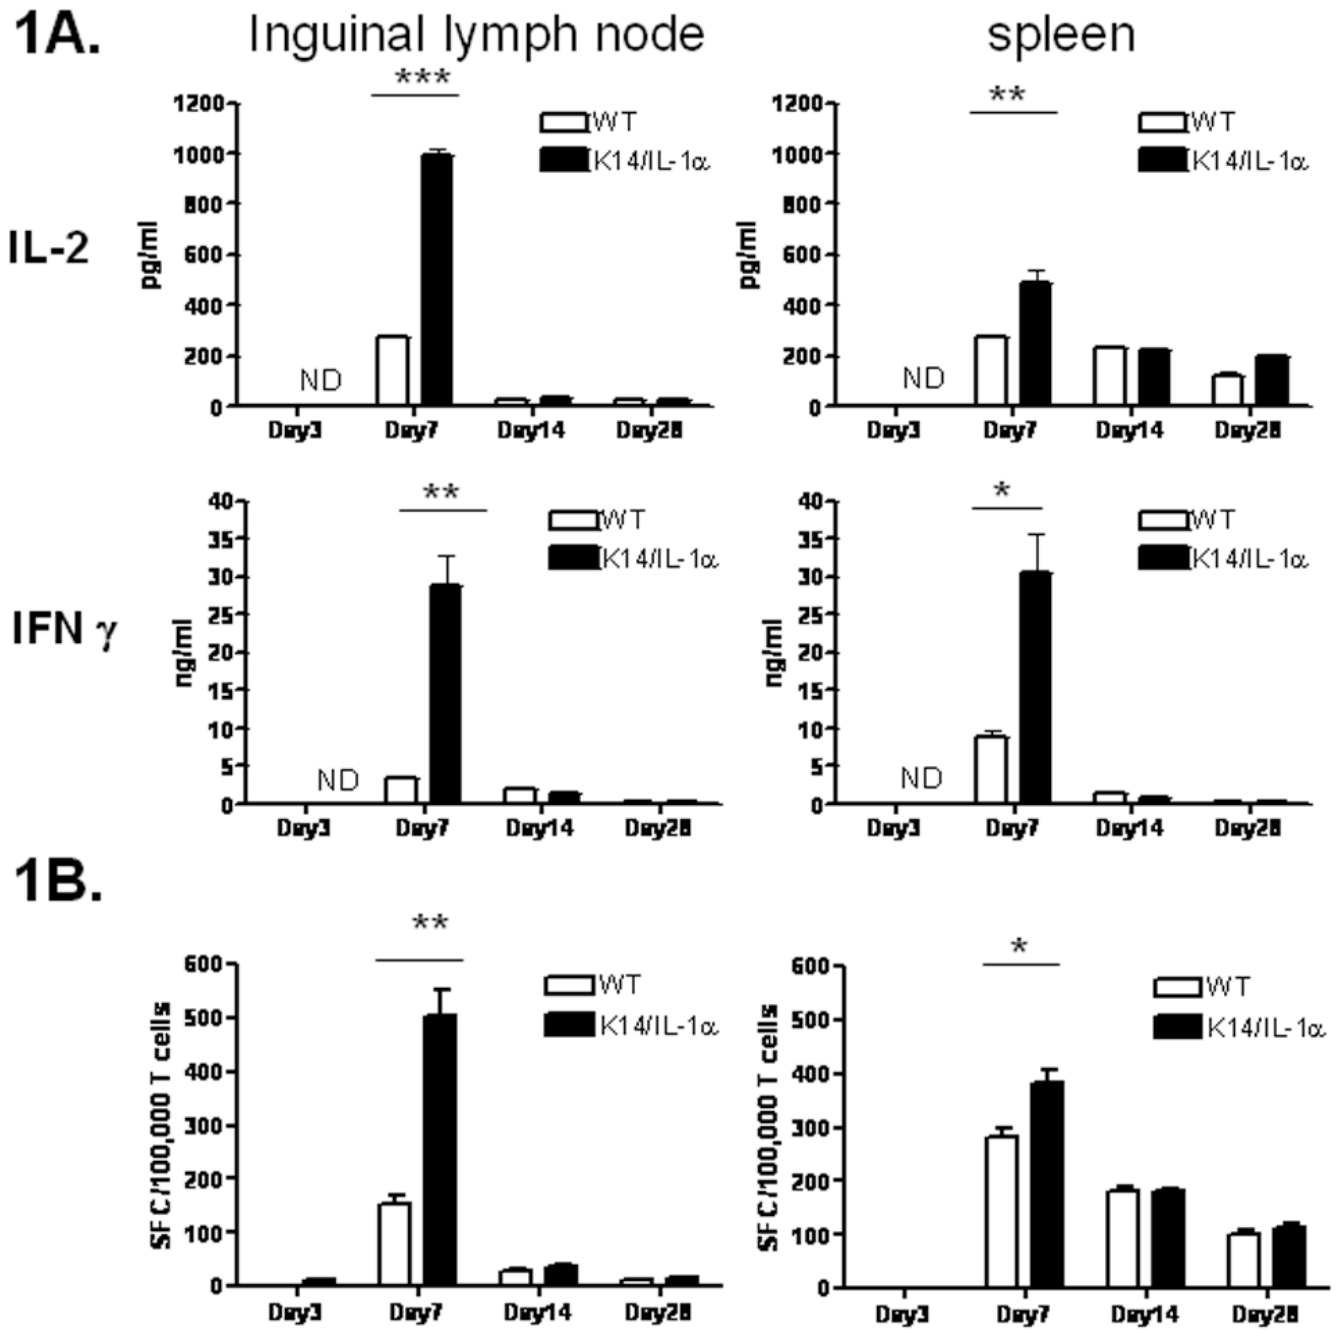 1A.
Inguinal lymph node
spleen
IL-2
***
1200
1000
800
600
400
200
0
pg/ml
WT
K14/IL-1α
ND
Day3
Day7
Day14
Day28
**
1200
1000
800
600
400
200
0
pg/ml
WT
K14/IL-1α
ND
Day3
Day7
Day14
Day28
IFN γ
**
40
35
30
25
20
15
10
5
0
ng/ml
WT
K14/IL-1α
ND
Day3
Day7
Day14
Day28
*
40
35
30
25
20
15
10
5
0
ng/ml
WT
K14/IL-1α
ND
Day3
Day7
Day14
Day28
1B.
**
600
500
400
300
200
100
0
SFC/100,000 T cells
WT
K14/IL-1α
Day3
Day7
Day14
Day28
*
600
500
400
300
200
100
0
SFC/100,000 T cells
WT
K14/IL-1α
Day3
Day7
Day14
Day28